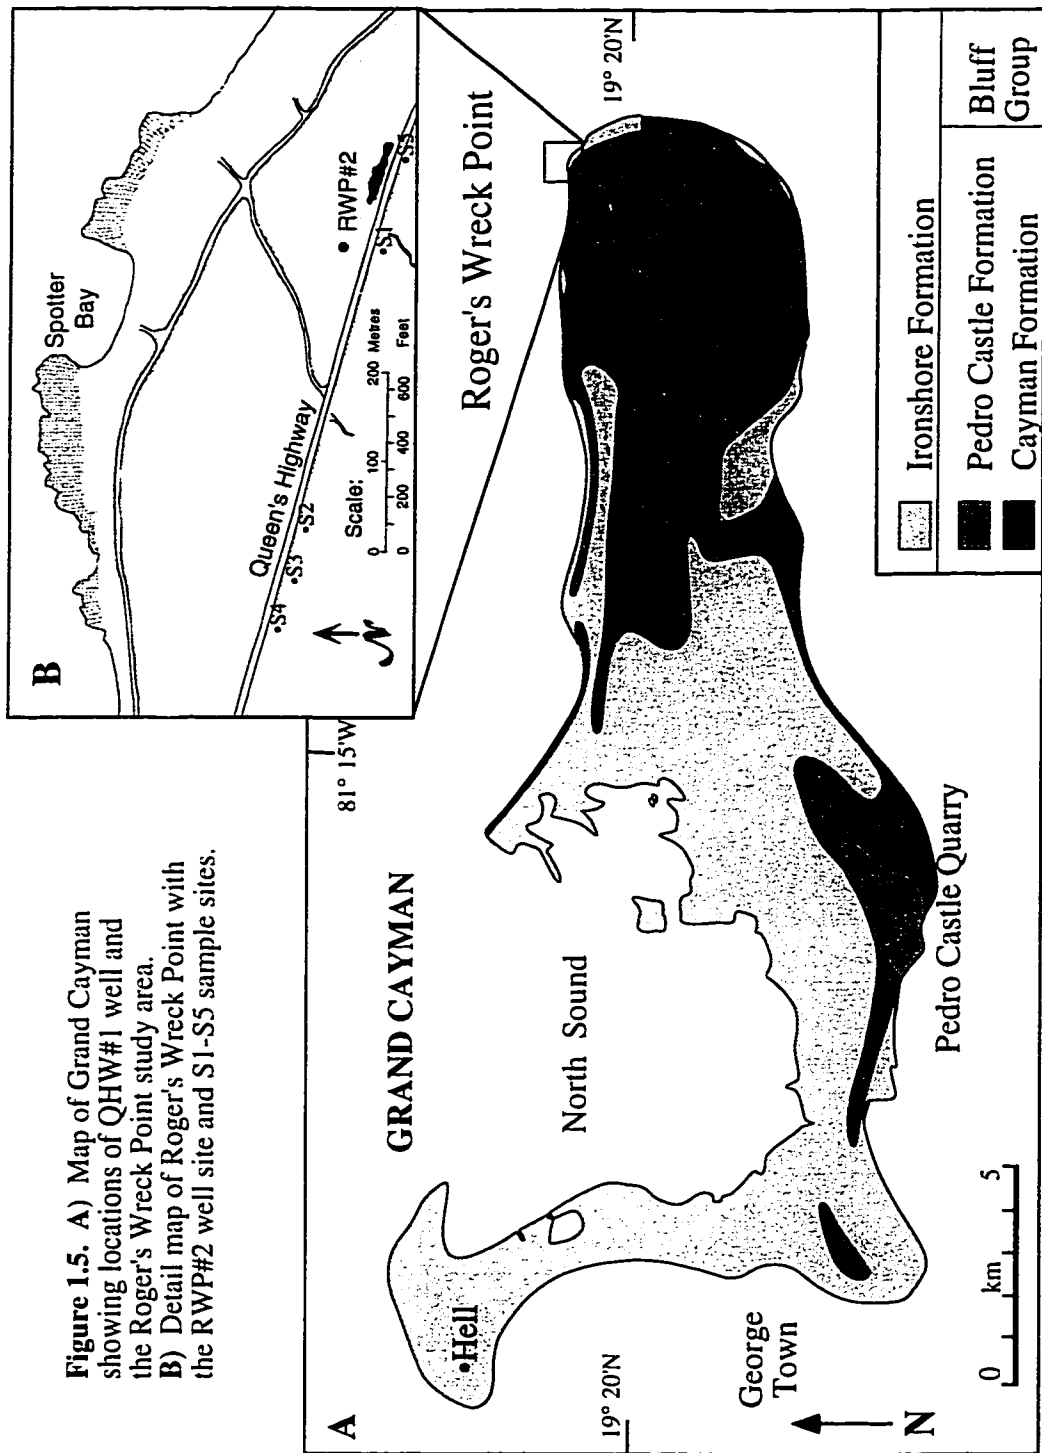 Figure 1.5. A) Map of Grand Cayman
showing locations of QHW#1 well and
the Roger's Wreck Point study area.
B) Detail map of Roger's Wreck Point with
the RWP#2 well site and S1-S5 sample sites.
A
81° 15'W
GRAND CAYMAN
North Sound
•Hell
19° 20'N
George
Town
N
0 km 5
Pedro Castle Quarry
Roger's Wreck Point
19° 20'N
B
Spotter
Bay
Queen's Highway
•S4
•S3
•S2
S1
S5
• RWP#2
N
Scale:
0 100 200 Metres
0 200 400 600 Feet
Ironshore Formation
Pedro Castle Formation
Cayman Formation
Bluff
Group